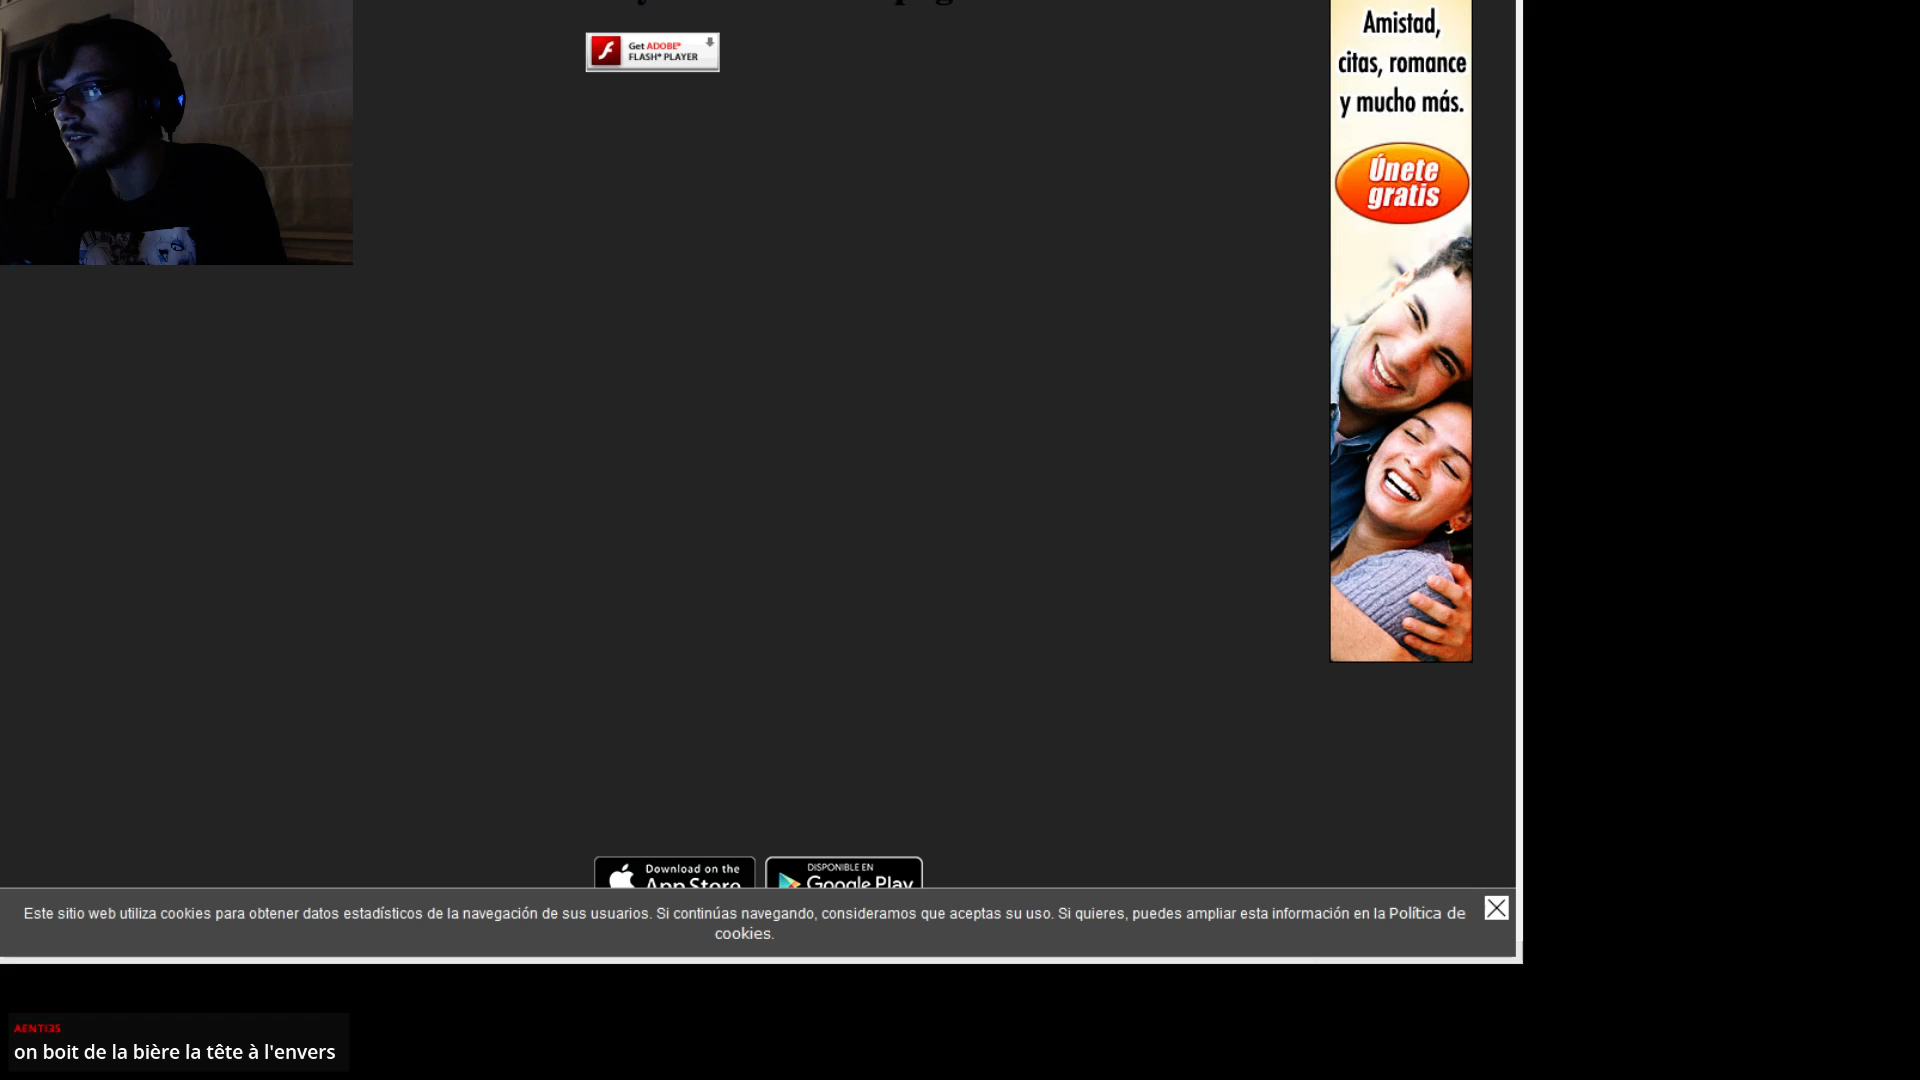 Get ADOBE®
FLASH® PLAYER
Amistad,
citas, romance
y mucho más.
Únete
gratis
Download on the
App Store
DISPONIBLE EN
Google Play
Este sitio web utiliza cookies para obtener datos estadísticos de la navegación de sus usuarios. Si continúas navegando, consideramos que aceptas su uso. Si quieres, puedes ampliar esta información en la Política de
cookies.
AENTI35
on boit de la bière la tête à l'envers